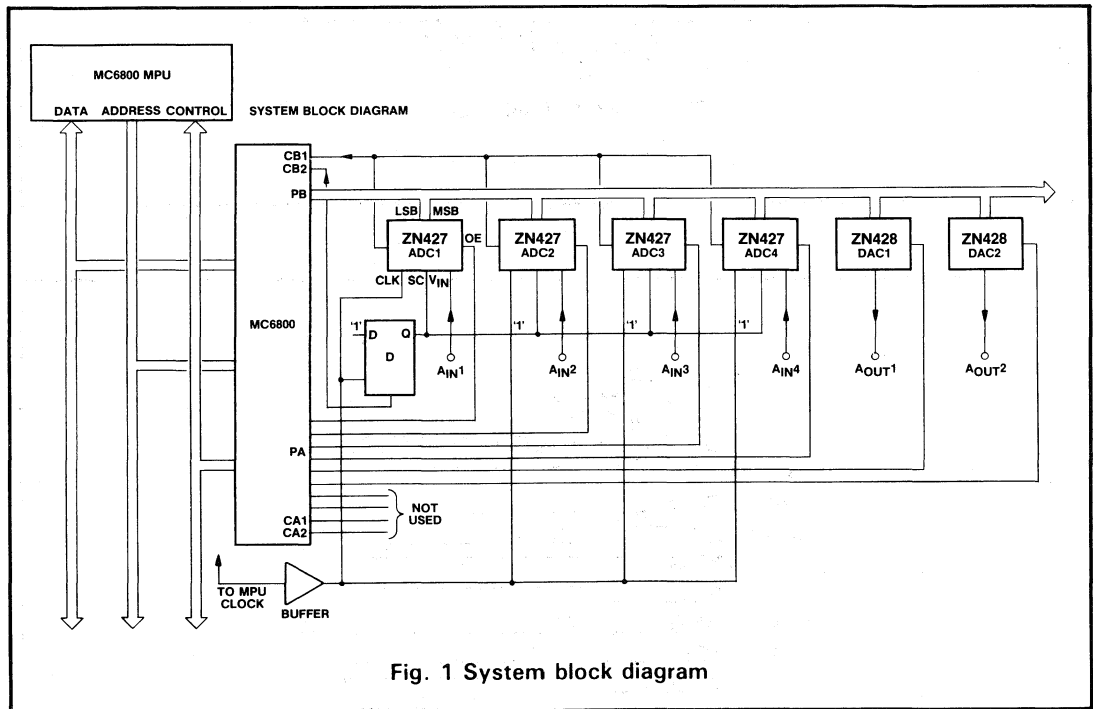 MC6800 MPU
DATA ADDRESS CONTROL
SYSTEM BLOCK DIAGRAM
CB1
CB2
PB
LSB MSB
ZN427
ADC1
OE
ZN427
ADC2
ZN427
ADC3
ZN427
ADC4
ZN428
DAC1
ZN428
DAC2
CLK SC VIN
MC6800
'1'
D Q
D
'1'
'1'
'1'
AIN1
AIN2
AIN3
AIN4
AOUT1
AOUT2
PA
CA1
CA2
NOT
USED
TO MPU
CLOCK
BUFFER
Fig. 1 System block diagram